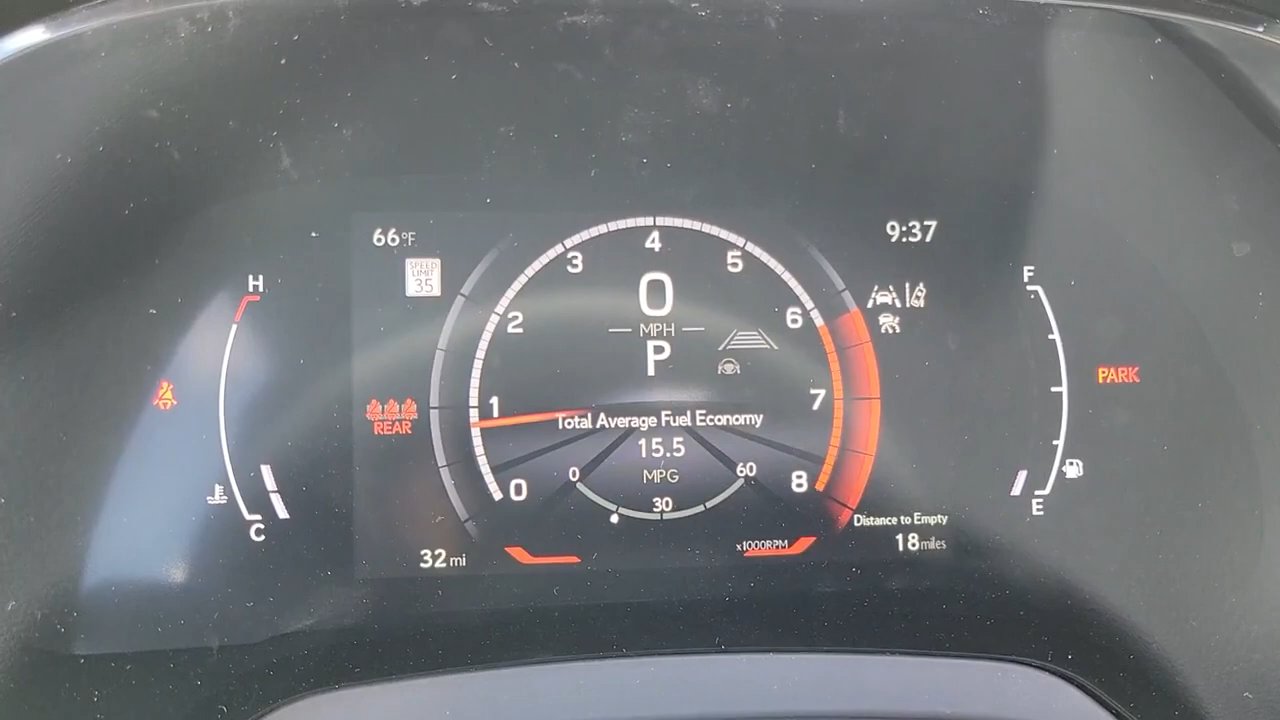 66°F
9:37
SPEED
LIMIT
35
H
F
0
MPH
P
0
1
2
3
4
5
6
7
8
REAR
PARK
Total Average Fuel Economy
15.5
MPG
0
30
60
C
E
x1000RPM
Distance to Empty
18 miles
32 mi